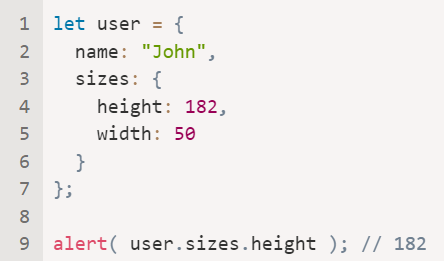 1 let user = {
2   name: "John",
3   sizes: {
4     height: 182,
5     width: 50
6   }
7 };
8
9 alert( user.sizes.height ); // 182